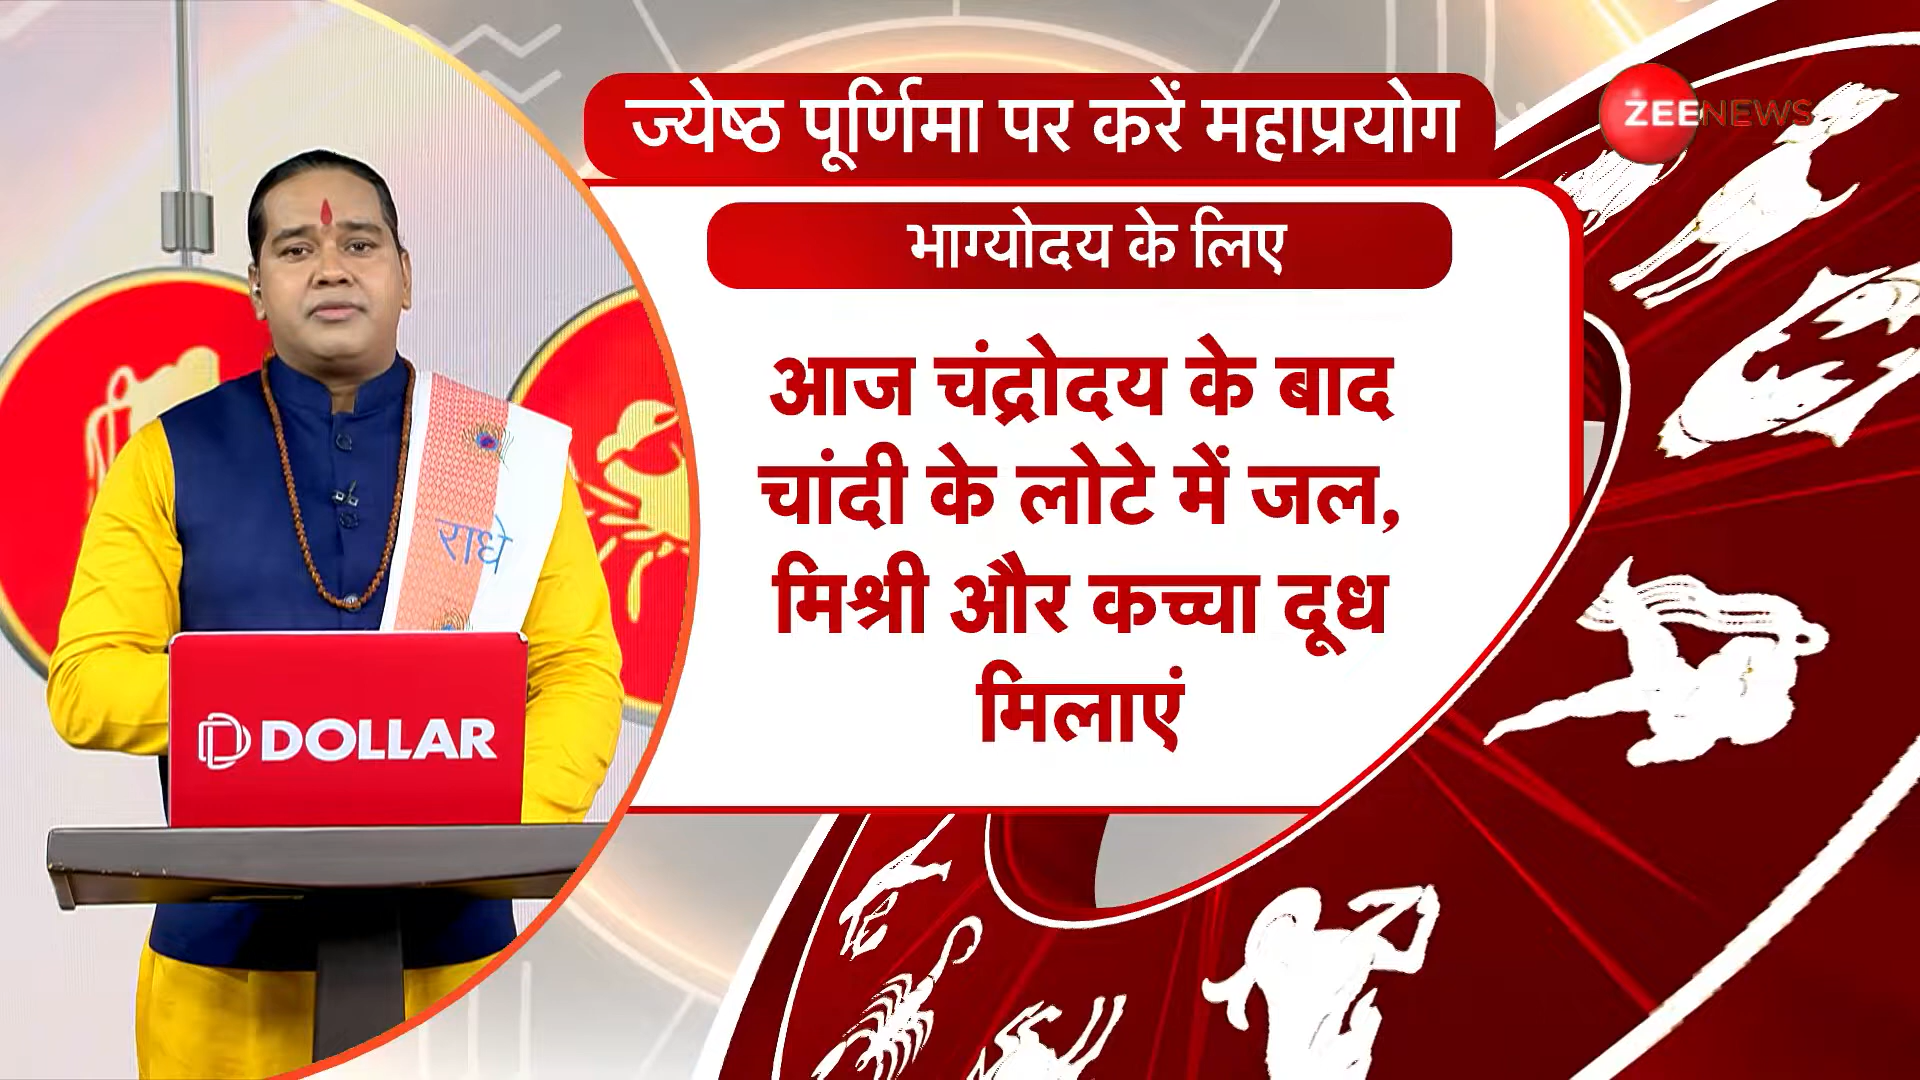 ज्येष्ठ पूर्णिमा पर करें महाप्रयोग
ZEENEWS
भाग्योदय के लिए
आज चंद्रोदय के बाद
चांदी के लोटे में जल,
मिश्री और कच्चा दूध
मिलाएं
राधे
DOLLAR